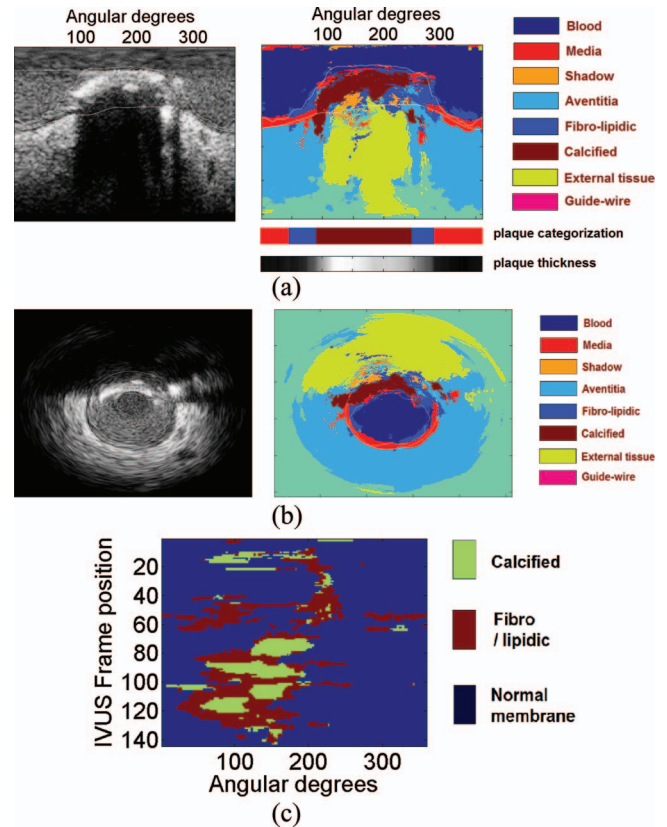 Angular degrees
100 200 300
Angular degrees
100 200 300
Blood
Media
Shadow
Aventitia
Fibro-lipidic
Calcified
External tissue
Guide-wire
plaque categorization
plaque thickness
(a)
Blood
Media
Shadow
Aventitia
Fibro-lipidic
Calcified
External tissue
Guide-wire
(b)
IVUS Frame position
20
40
60
80
100
120
140
100 200 300
Angular degrees
Calcified
Fibro
/ lipidic
Normal
membrane
(c)